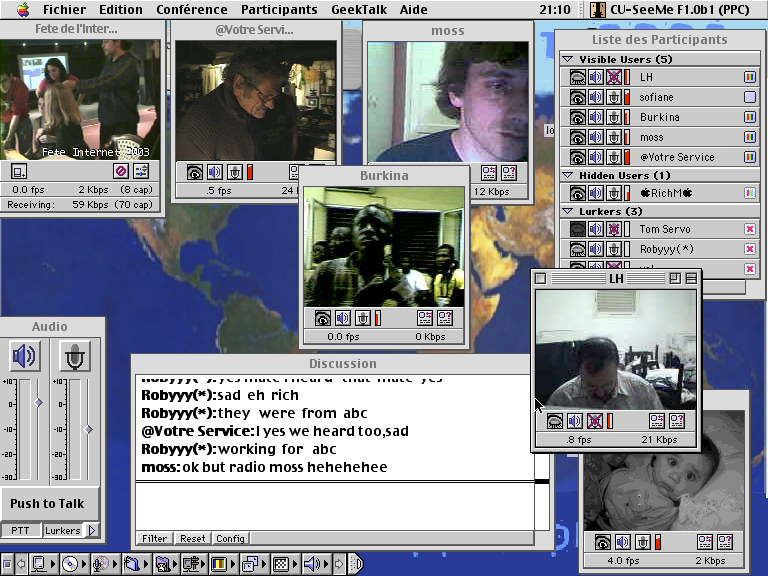 Fichier Edition Conférence Participants GeekTalk Aide 21:10 CU-SeeMe F1.0b1 (PPC)
Fete de l'Inter...
Fete Internet 2003
0.0 fps 2 Kbps (8 cap)
Receiving: 59 Kbps (70 cap)
@Votre Servi...
.5 fps 24
moss
12 Kbps
Liste des Participants
Visible Users (5)
LH
sofiane
Burkina
moss
@Votre Service
Hidden Users (1)
RichM
Lurkers (3)
Tom Servo
Robyyy(*)
Burkina
0.0 fps 0 Kbps
LH
.8 fps 21 Kbps
Audio
+10 +10
0 0
-10 -10
-20 -20
-30 -30
Push to Talk
PTT Lurkers
Discussion
Robyyy(*):yes mate i heard that mate yes
Robyyy(*):sad eh rich
Robyyy(*):they were from abc
@Votre Service:I yes we heard too,sad
Robyyy(*):working for abc
moss:ok but radio moss hehehehee
Filter Reset Config
4.0 fps 2 Kbps